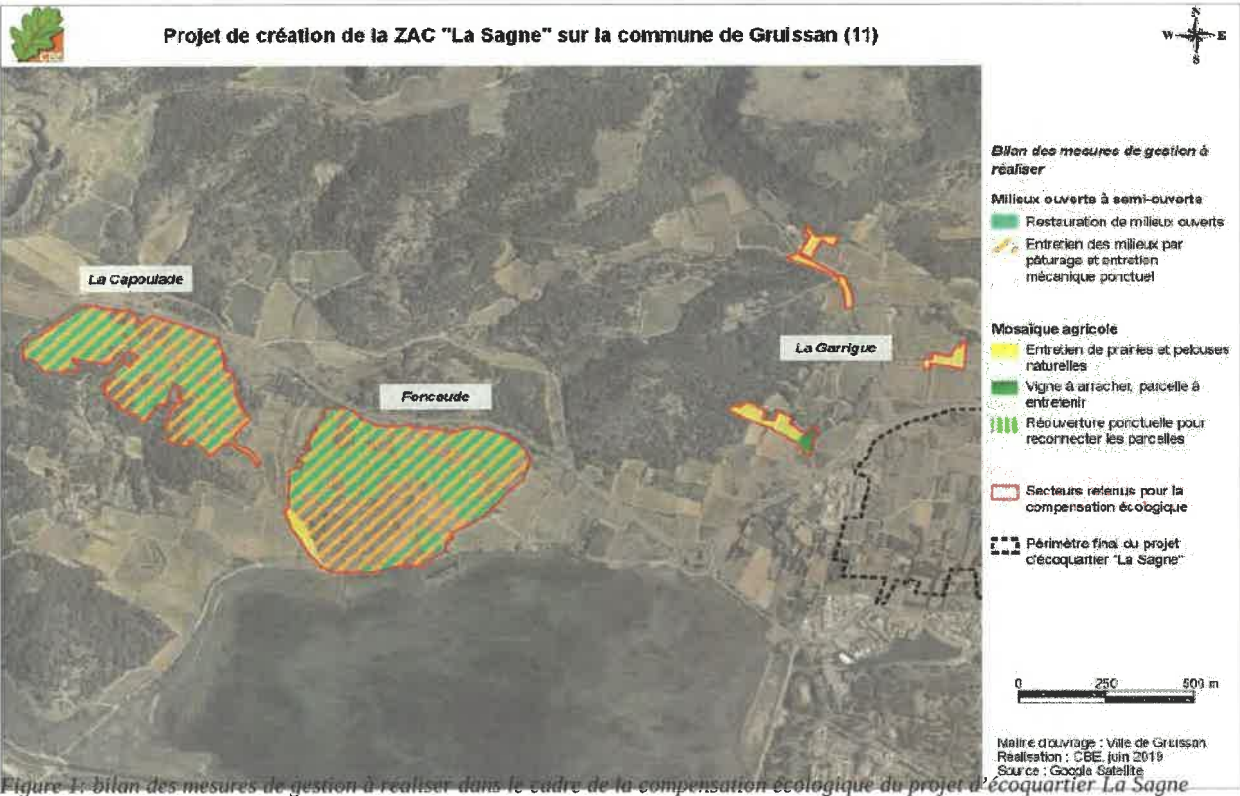 Projet de création de la ZAC "La Sagne" sur la commune de Gruissan (11)
CBE
N
W
E
S
La Capoulade
Foncaude
La Garrigue
Bilan des mesures de gestion à
réaliser
Milieux ouverts à semi-ouverts
Restauration de milieux ouverts
Entretien des milieux par
pâturage et entretien
mécanique ponctuel
Mosaïque agricole
Entretien de prairies et pelouses
naturelles
Vigne à arracher, parcelle à
entretenir
Réouverture ponctuelle pour
reconnecter les parcelles
Secteurs retenus pour la
compensation écologique
Périmètre final du projet
d'écoquartier "La Sagne"
0 250 500 m
Maître d'ouvrage : Ville de Gruissan
Réalisation : CBE, juin 2019
Source : Google Satellite
Figure 1: bilan des mesures de gestion à réaliser dans le cadre de la compensation écologique du projet d'écoquartier La Sagne